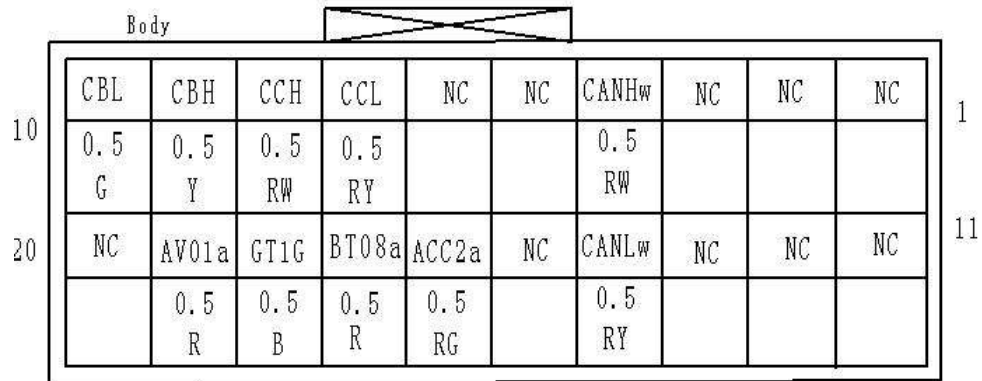 Body
CBL CBH CCH CCL NC NC CANHw NC NC NC
10 1
0.5 0.5 0.5 0.5 0.5
G Y RW RY RW
20 NC AV01a GT1G BT08a ACC2a NC CANLw NC NC NC 11
0.5 0.5 0.5 0.5 0.5
R B R RG RY